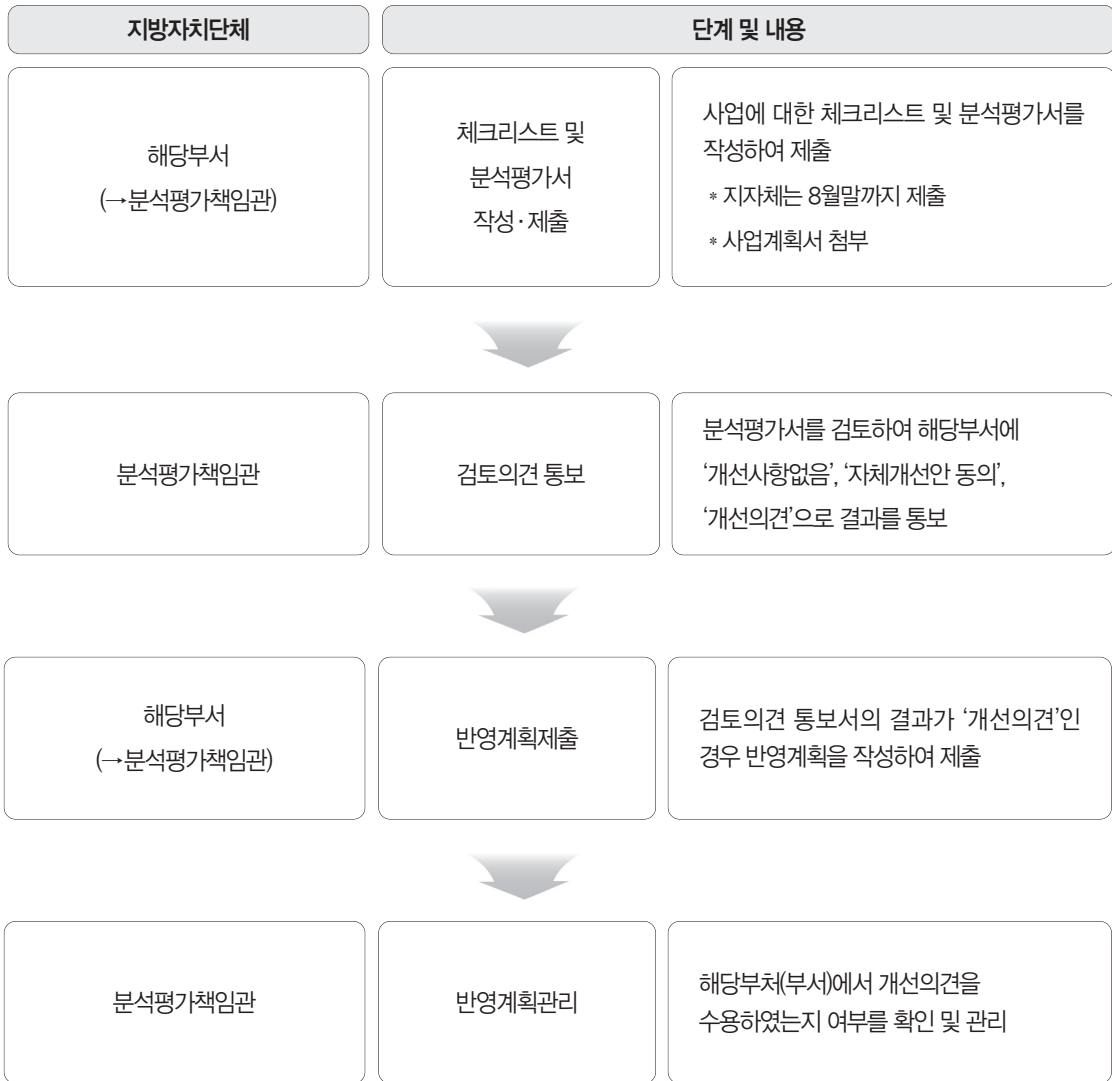 지방자치단체
단계 및 내용
해당부서
(→분석평가책임관)
체크리스트 및
분석평가서
작성·제출
사업에 대한 체크리스트 및 분석평가서를
작성하여 제출
* 지자체는 8월말까지 제출
* 사업계획서 첨부
분석평가책임관
검토의견 통보
분석평가서를 검토하여 해당부서에
‘개선사항없음’, ‘자체개선안 동의’,
‘개선의견’으로 결과를 통보
해당부서
(→분석평가책임관)
반영계획제출
검토의견 통보서의 결과가 ‘개선의견’인
경우 반영계획을 작성하여 제출
분석평가책임관
반영계획관리
해당부처(부서)에서 개선의견을
수용하였는지 여부를 확인 및 관리